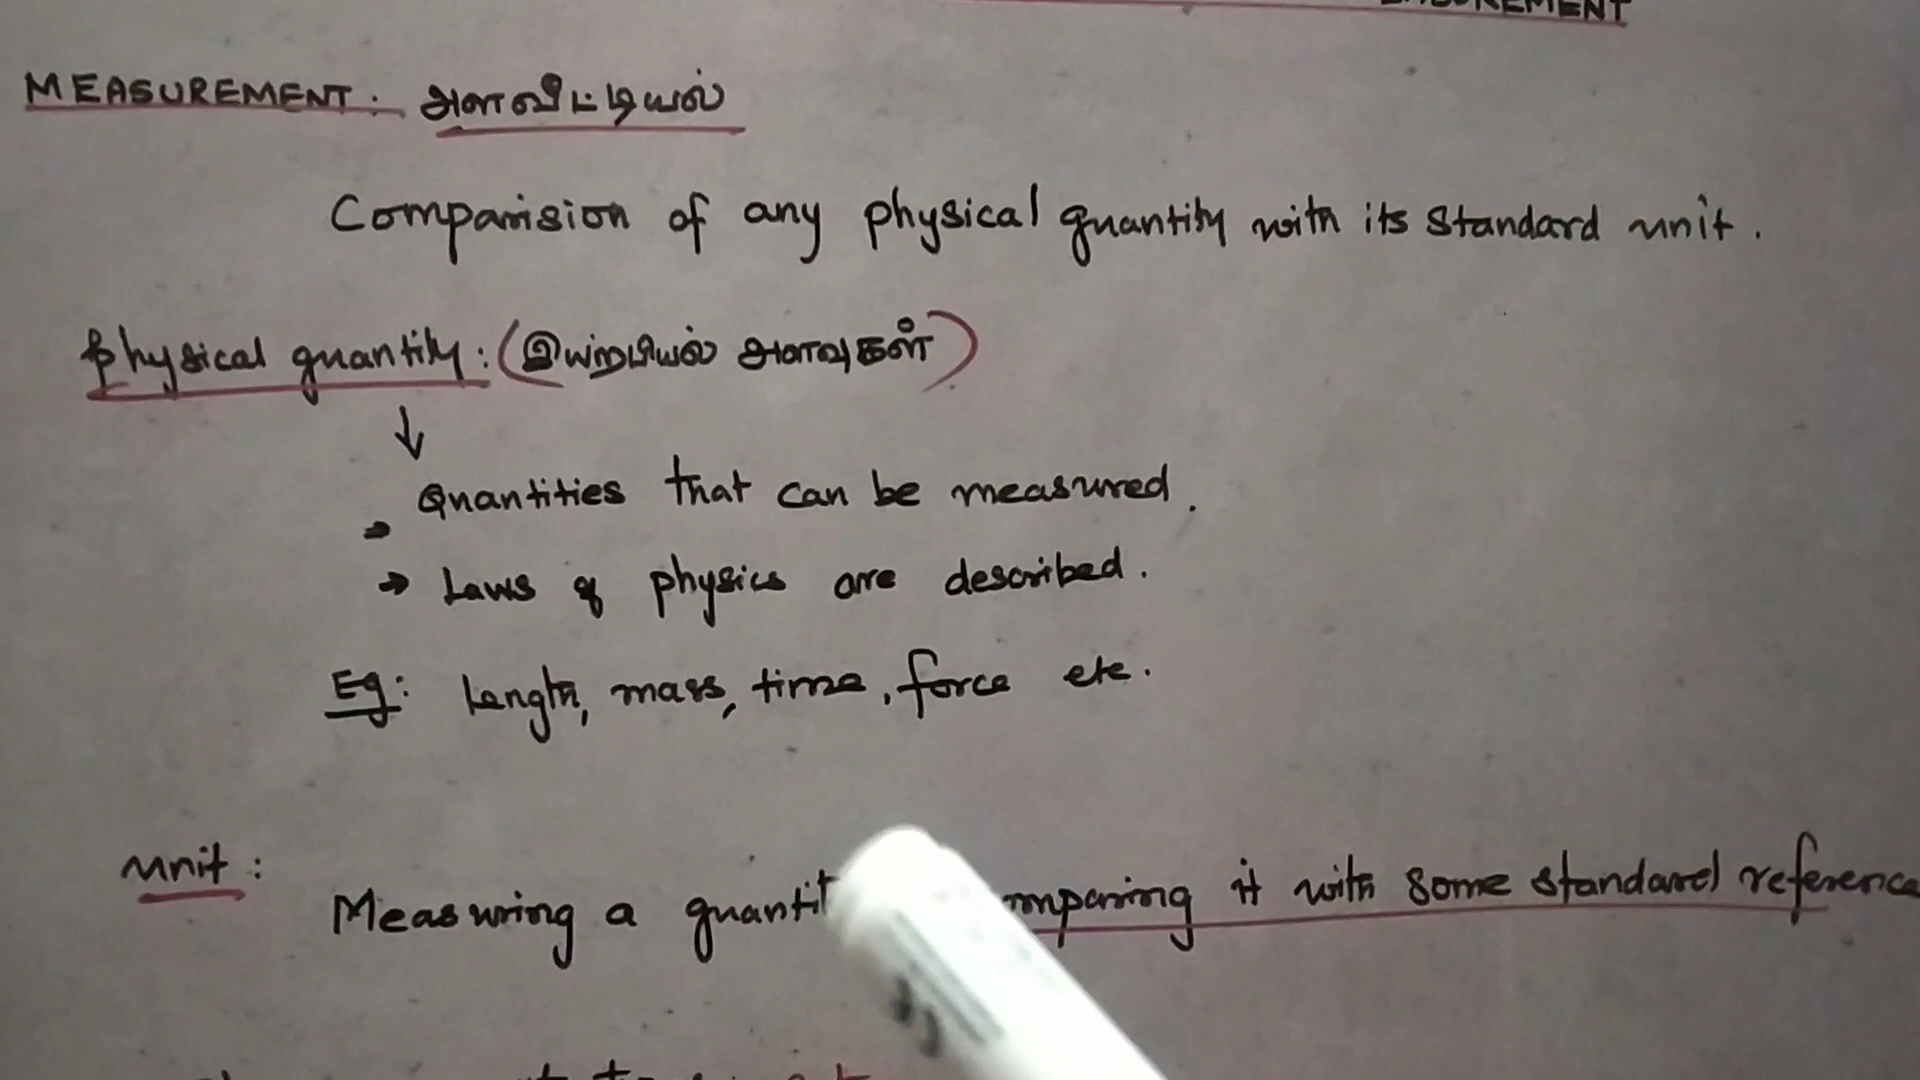 MEASUREMENT : அளவீட்டியல்
Comparision of any physical quantity with its standard unit .
Physical quantity : (இயற்பியல் அளவுகள்)
Quantities that can be measured .
→ Laws of physics are described .
Eg : Length, mass, time, force etc .
Unit :
Measuring a it with some standard reference